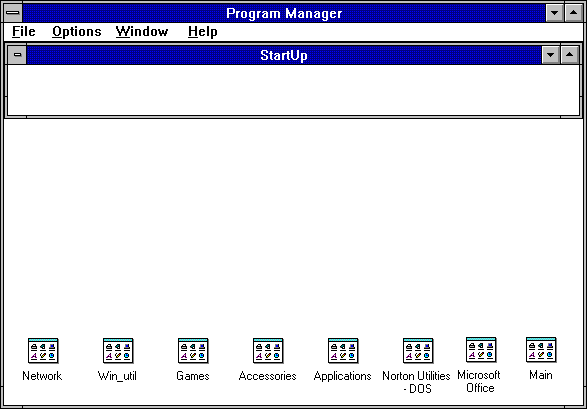 Program Manager
File Options Window Help
StartUp
Network Win_util Games Accessories Applications Norton Utilities - DOS Microsoft Office Main